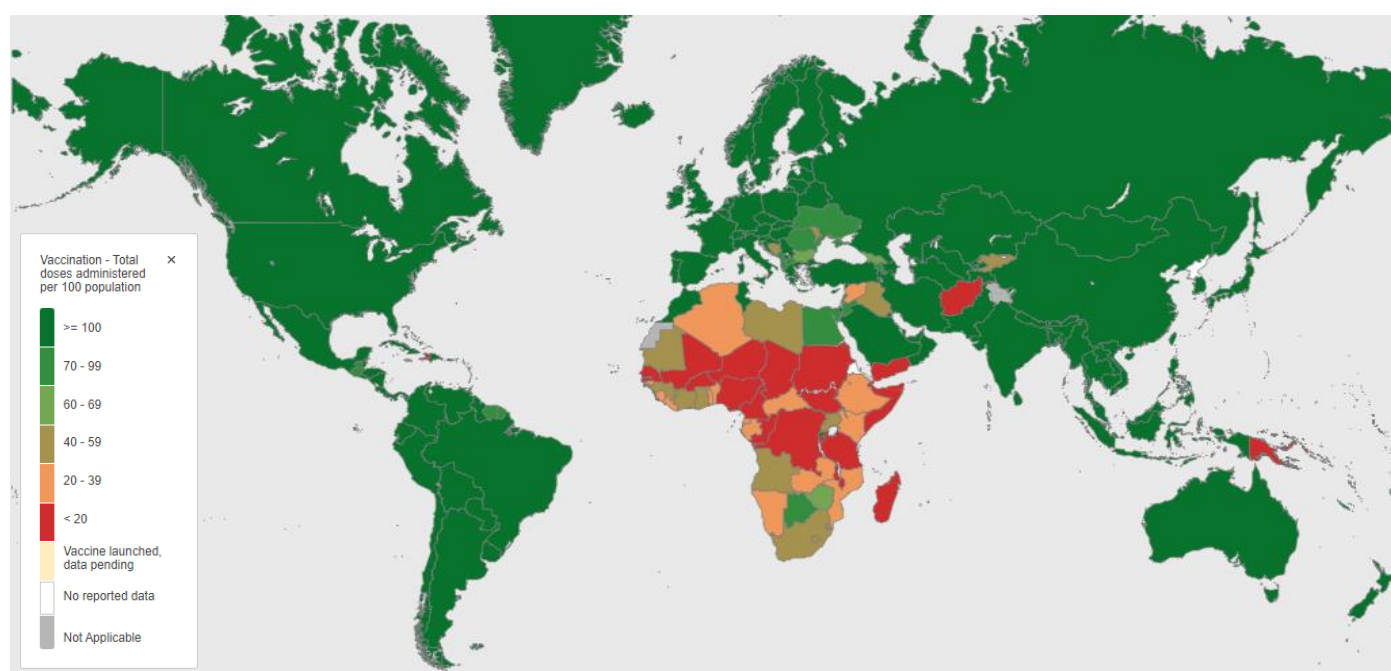 Vaccination - Total
doses administered
per 100 population
×
>= 100
70 - 99
60 - 69
40 - 59
20 - 39
< 20
Vaccine launched,
data pending
No reported data
Not Applicable